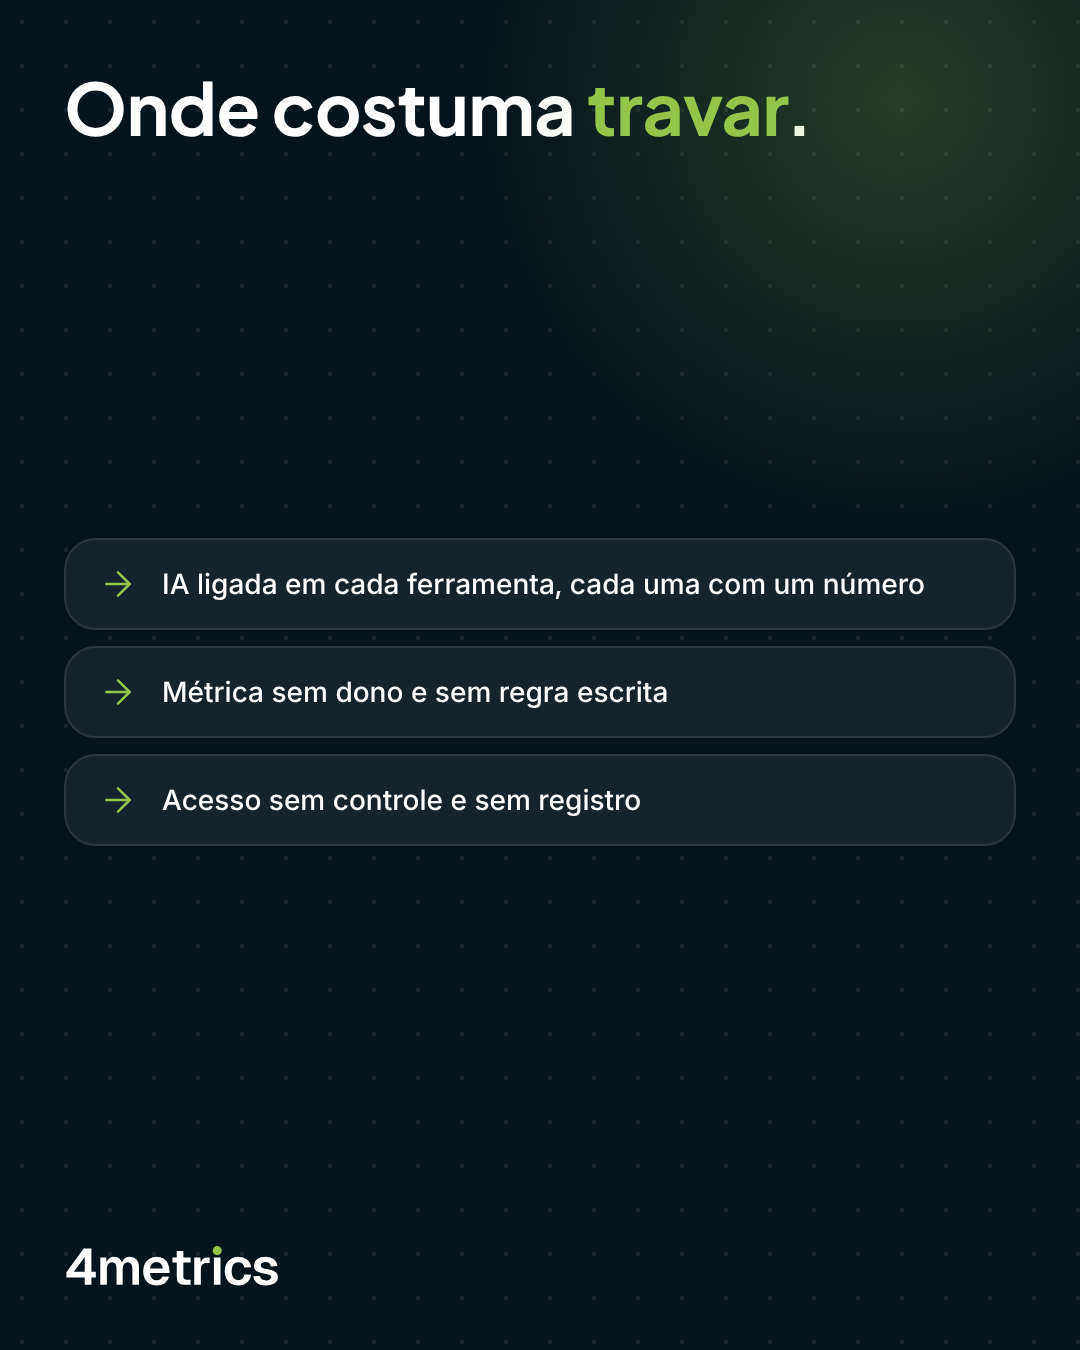 Onde costuma travar.
IA ligada em cada ferramenta, cada uma com um número
Métrica sem dono e sem regra escrita
Acesso sem controle e sem registro
4metrics